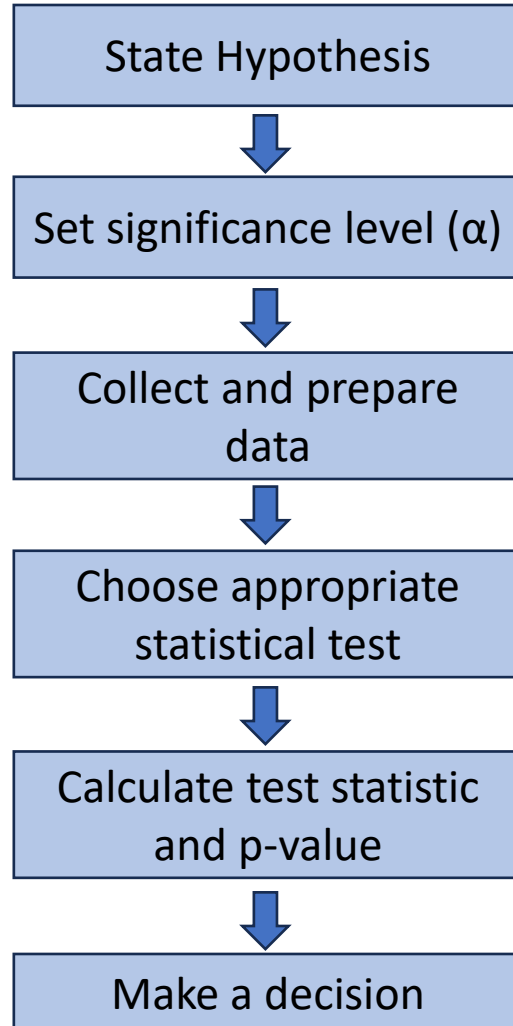 State Hypothesis
Set significance level (α)
Collect and prepare
data
Choose appropriate
statistical test
Calculate test statistic
and p-value
Make a decision